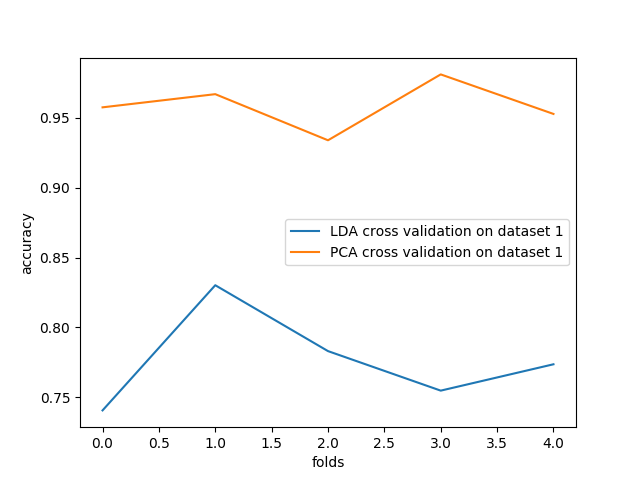 0.95
0.90
0.85
0.80
0.75
accuracy
LDA cross validation on dataset 1
PCA cross validation on dataset 1
0.0 0.5 1.0 1.5 2.0 2.5 3.0 3.5 4.0
folds